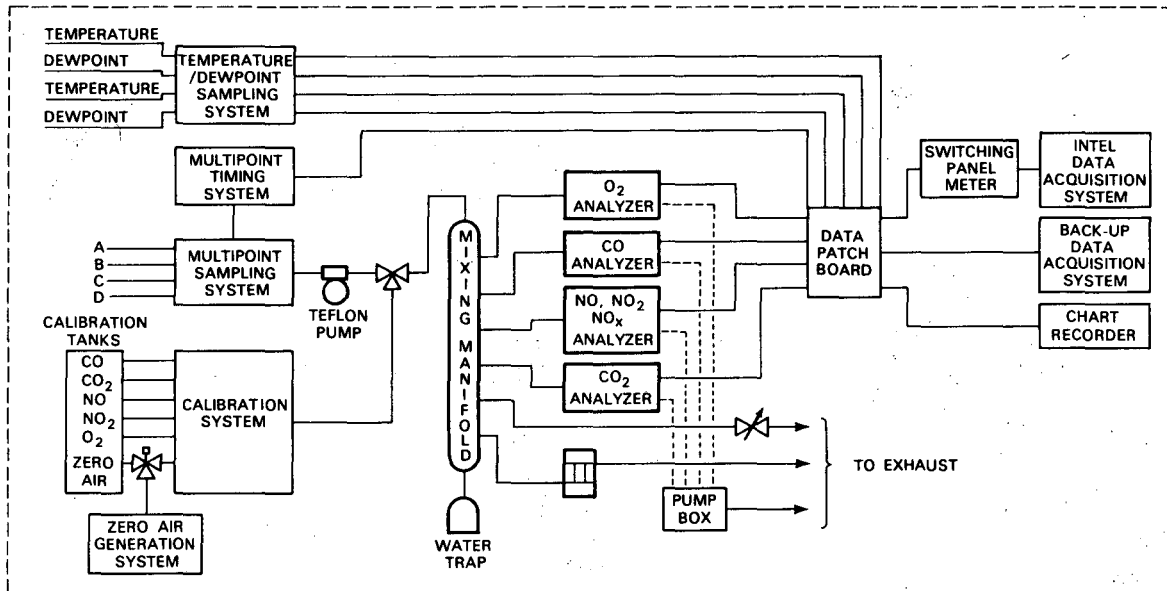 TEMPERATURE
DEWPOINT
TEMPERATURE
DEWPOINT
TEMPERATURE
/DEWPOINT
SAMPLING
SYSTEM
MULTIPOINT
TIMING
SYSTEM
A
B
C
D
MULTIPOINT
SAMPLING
SYSTEM
TEFLON
PUMP
CALIBRATION
TANKS
CO
CO₂
NO
NO₂
O₂
ZERO
AIR
CALIBRATION
SYSTEM
ZERO AIR
GENERATION
SYSTEM
MIXING MANIFOLD
WATER
TRAP
O₂
ANALYZER
CO
ANALYZER
NO, NO₂
NOₓ
ANALYZER
CO₂
ANALYZER
PUMP
BOX
DATA
PATCH
BOARD
SWITCHING
PANEL
METER
INTEL
DATA
ACQUISITION
SYSTEM
BACK-UP
DATA
ACQUISITION
SYSTEM
CHART
RECORDER
TO EXHAUST